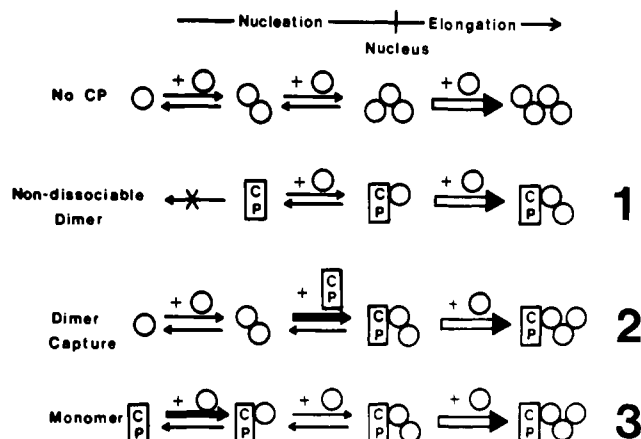 Nucleation Elongation
Nucleus
No CP + + +
Non-dissociable Dimer CP + CP + CP 1
Dimer Capture + + CP CP + CP 2
Monomer CP + CP + CP + CP 3